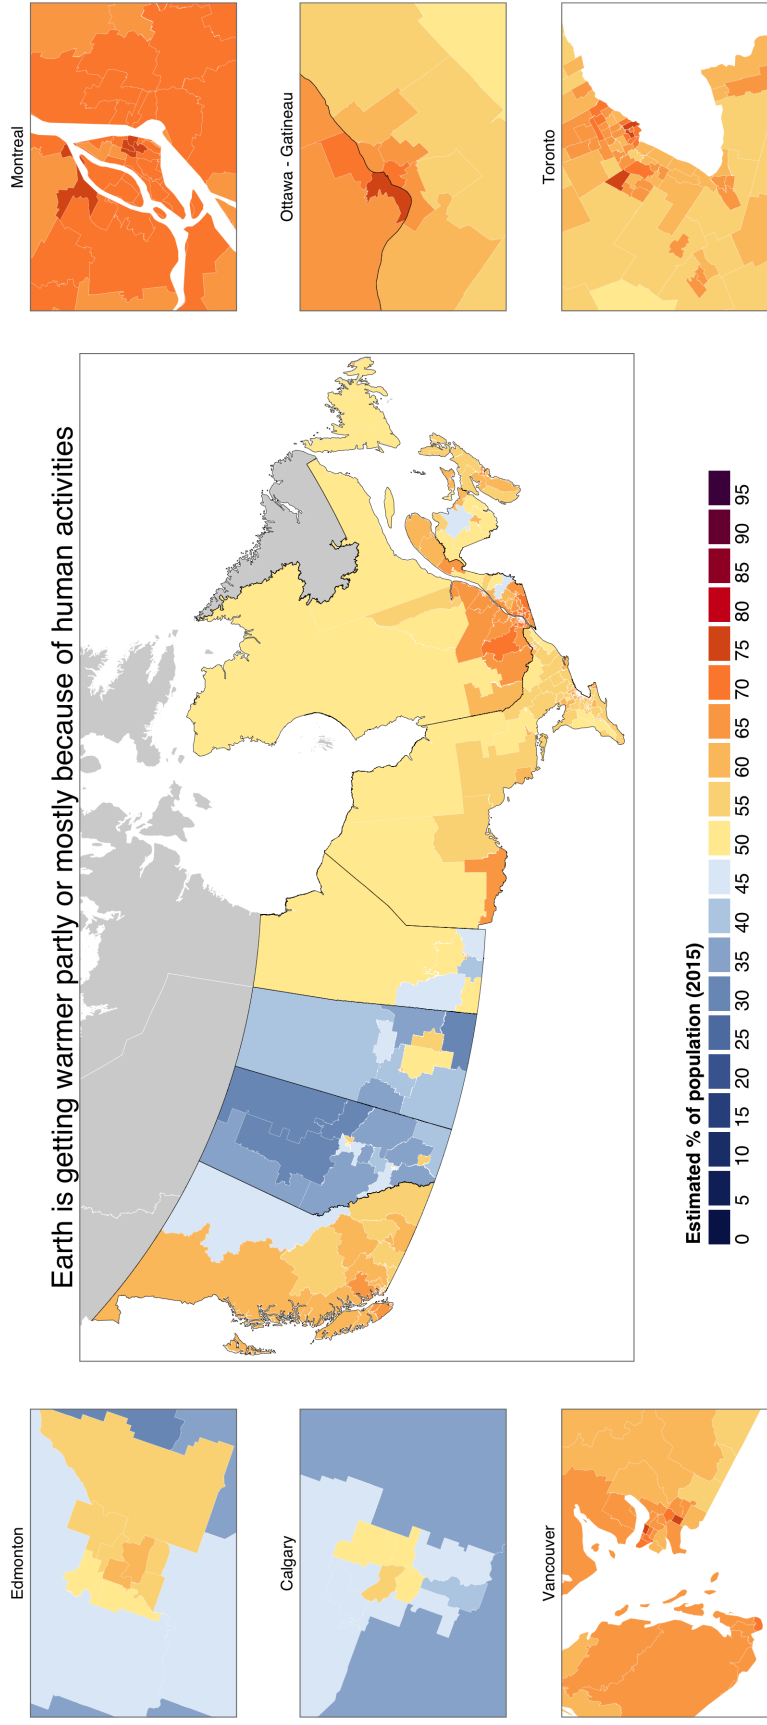 Earth is getting warmer partly or mostly because of human activities
Edmonton
Calgary
Vancouver
Montreal
Ottawa - Gatineau
Toronto
Estimated % of population (2015)
0 5 10 15 20 25 30 35 40 45 50 55 60 65 70 75 80 85 90 95